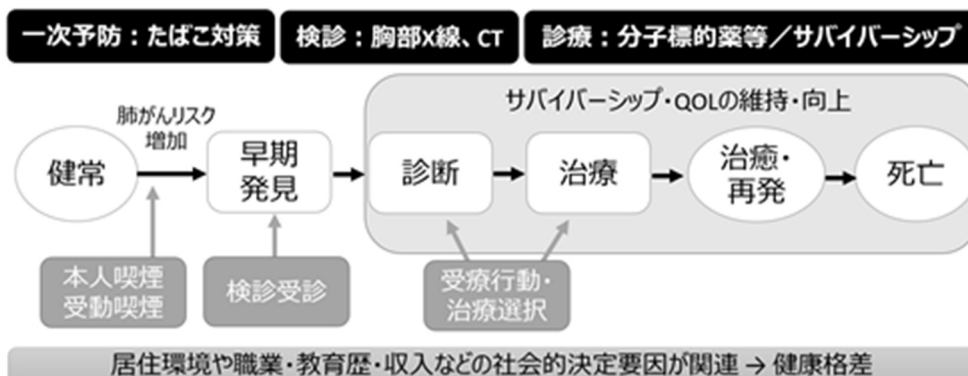 一次予防：たばこ対策
検診：胸部X線、CT
診療：分子標的薬等／サバイバーシップ
サバイバーシップ・QOLの維持・向上
肺がんリスク
増加
健常
早期
発見
診断
治療
治癒・
再発
死亡
本人喫煙
受動喫煙
検診受診
受療行動・
治療選択
居住環境や職業・教育歴・収入などの社会的決定要因が関連 → 健康格差